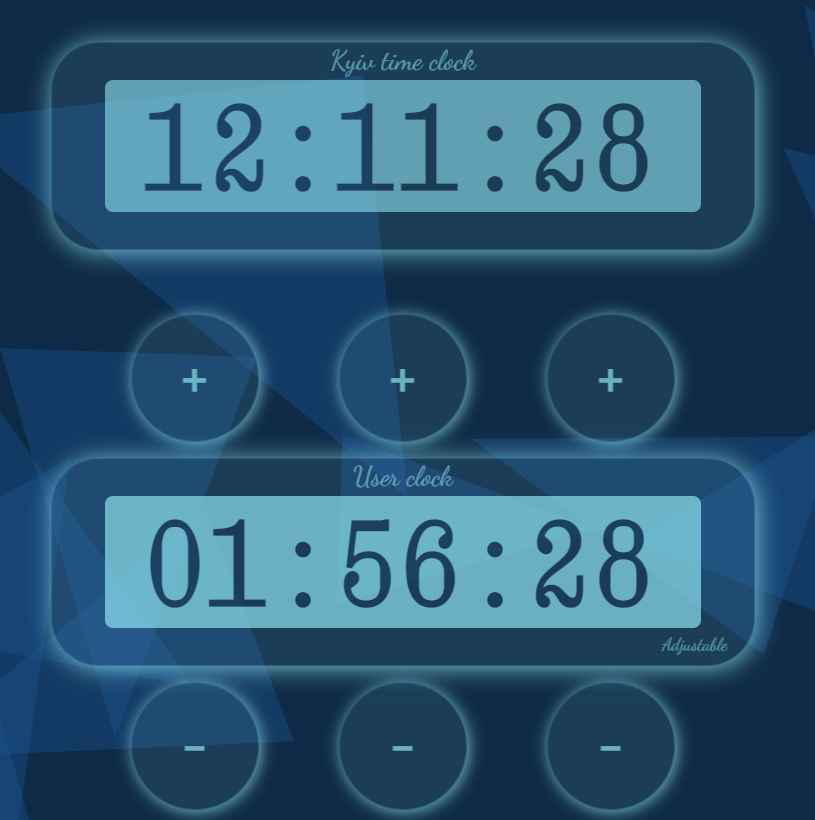 Kyiv time clock
12:11:28
+ + +
User clock
01:56:28
Adjustable
- - -